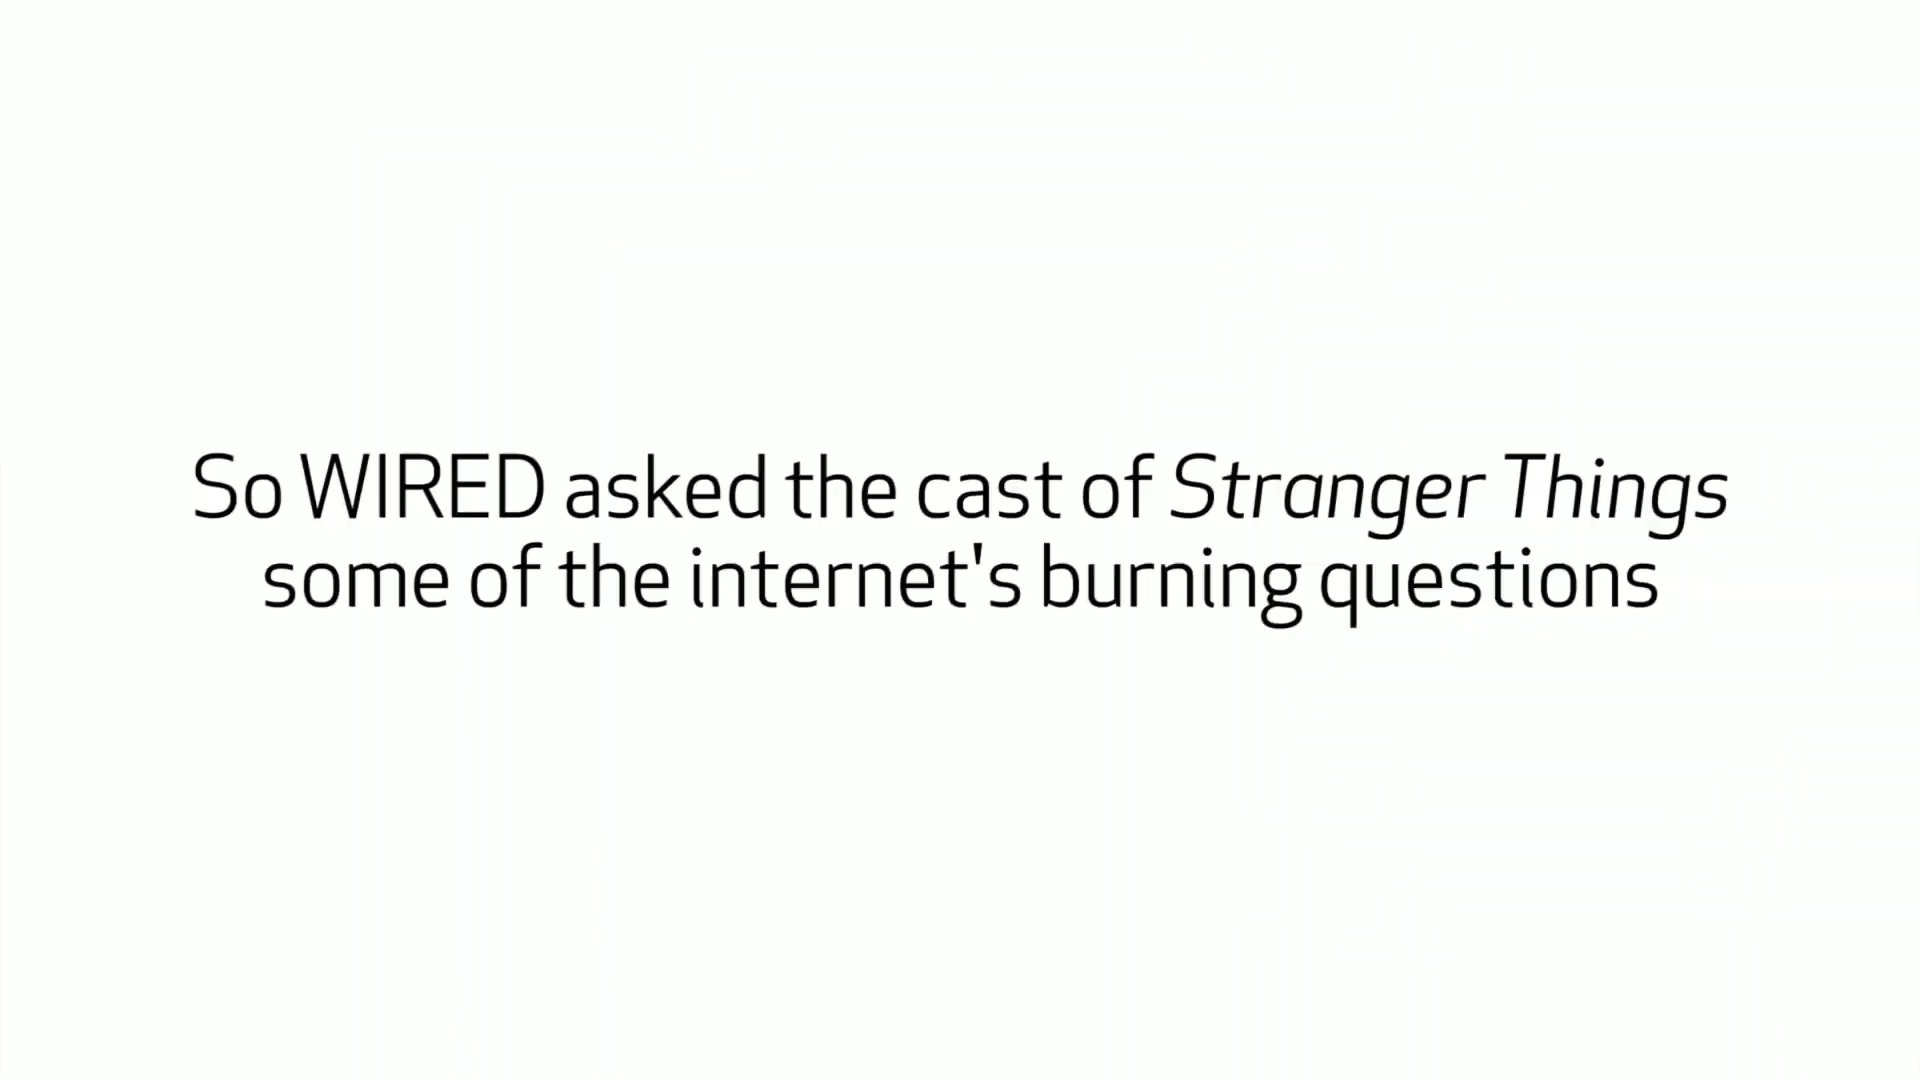 So WIRED asked the cast of Stranger Things
some of the internet's burning questions